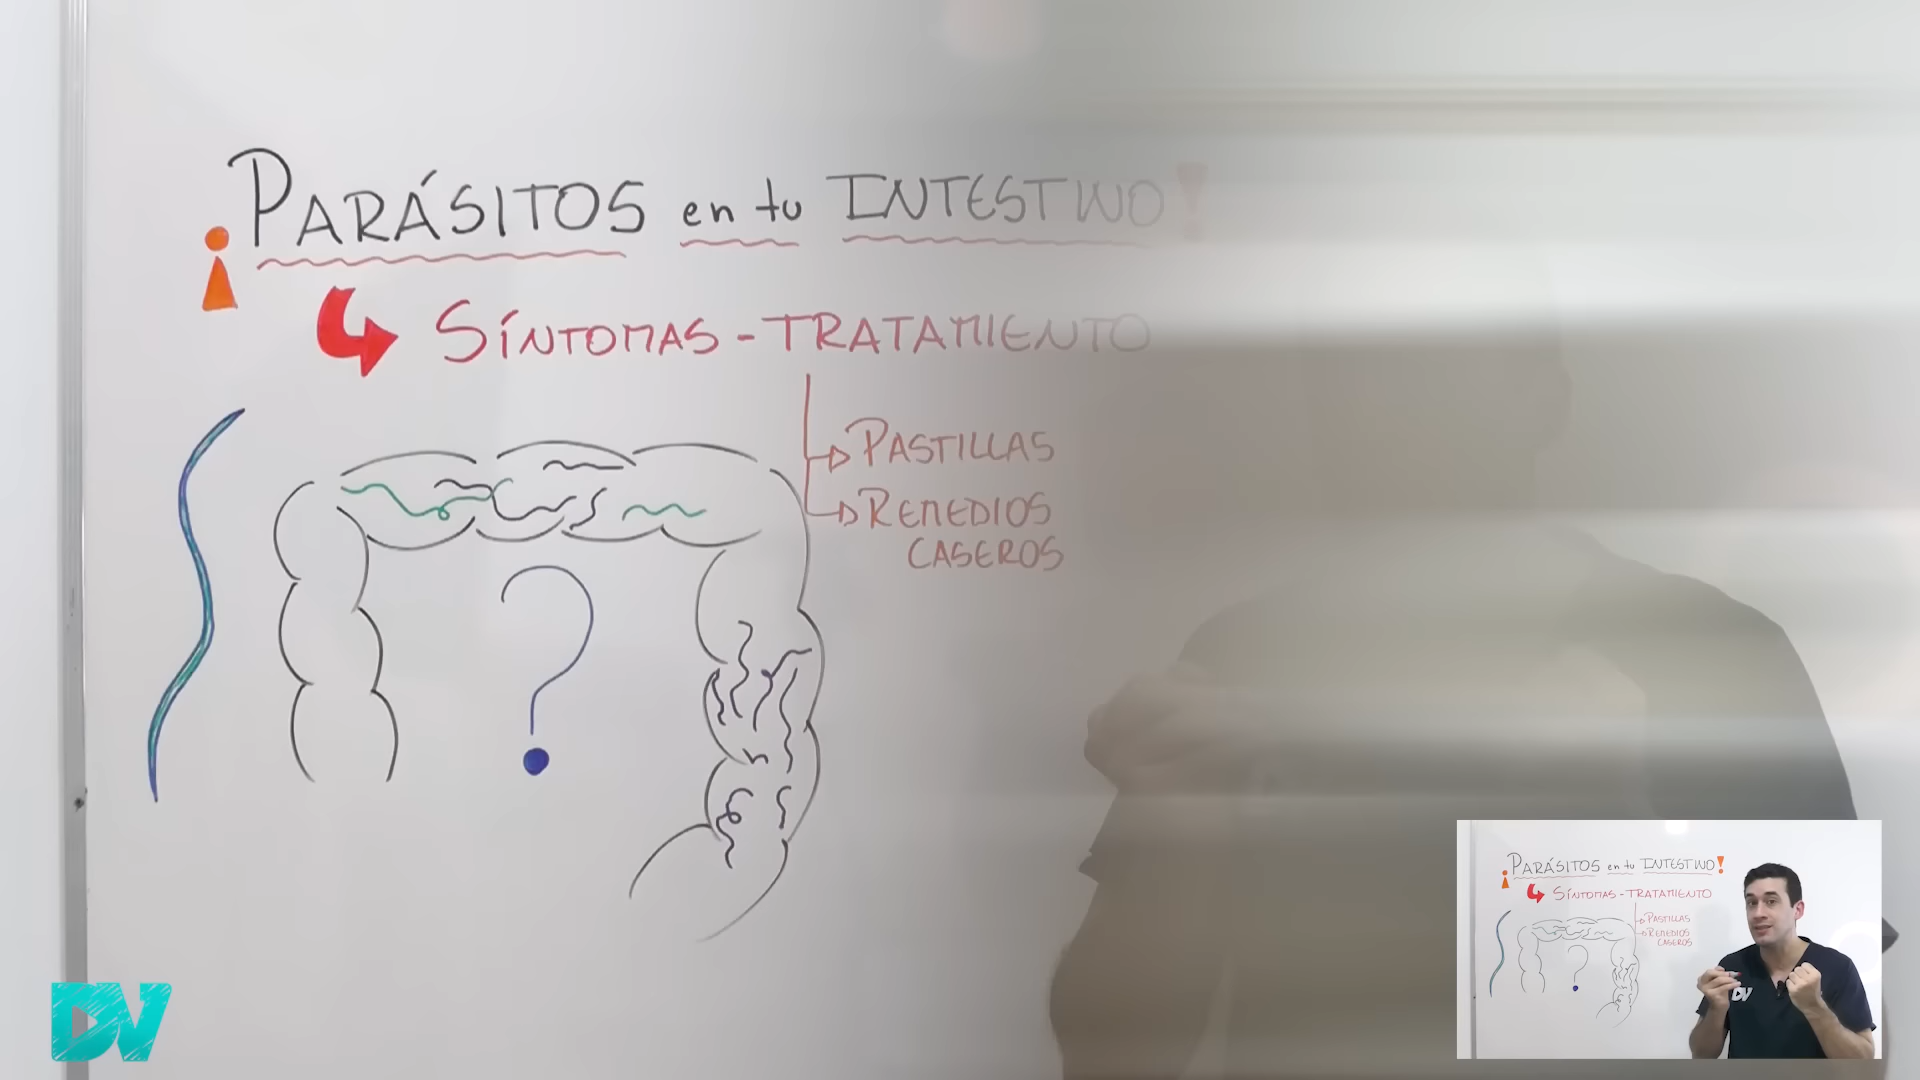 ¡PARÁSITOS en tu INTESTINO!
SÍNTOMAS - TRATAMIENTO
PASTILLAS
REMEDIOS
CASEROS
DV
¡PARÁSITOS en tu INTESTINO!
SÍNTOMAS - TRATAMIENTO
PASTILLAS
REMEDIOS
CASEROS
DV